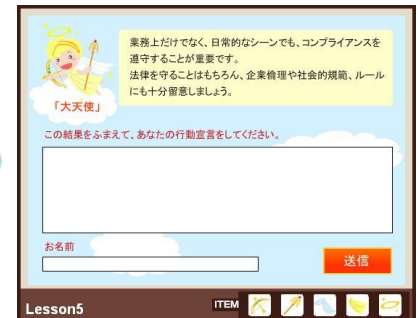 業務上だけでなく、日常的なシーンでも、コンプライアンスを
遵守することが重要です。
法律を守ることはもちろん、企業倫理や社会的規範、ルール
にも十分留意しましょう。
「大天使」
この結果をふまえて、あなたの行動宣言をしてください。
お名前
送信
Lesson5
ITEM